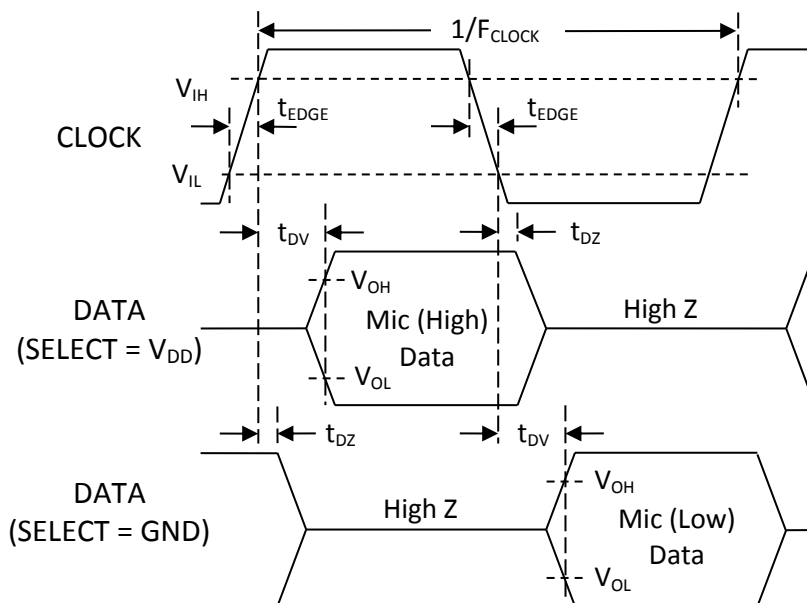 1/FCLOCK
VIH
tEDGE
tEDGE
CLOCK
VIL
tDV
tDZ
VOH
DATA
(SELECT = VDD)
Mic (High)
Data
High Z
VOL
tDZ
tDV
DATA
(SELECT = GND)
High Z
VOH
Mic (Low)
Data
VOL